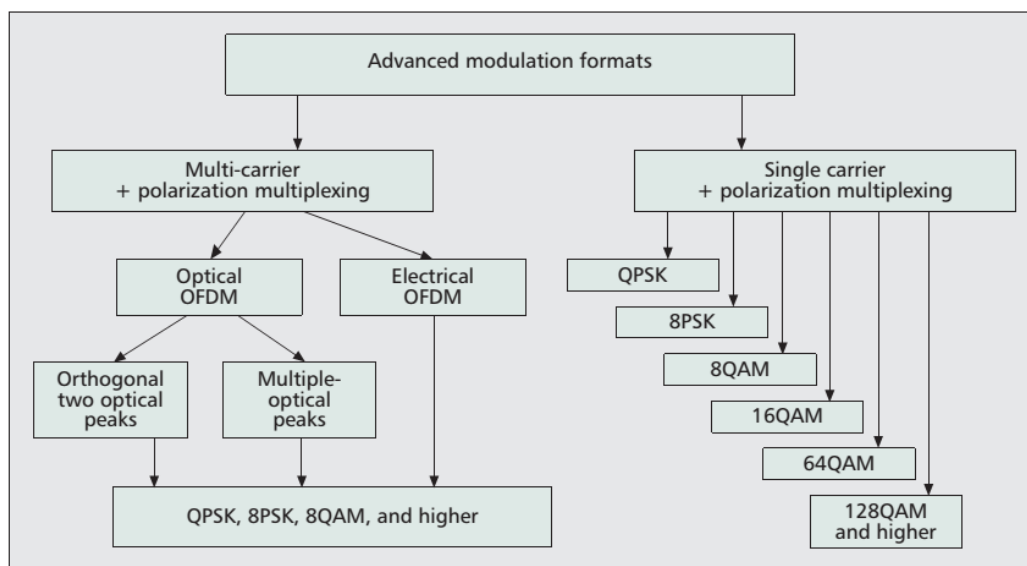 Advanced modulation formats
Multi-carrier
+ polarization multiplexing
Single carrier
+ polarization multiplexing
Optical
OFDM
Electrical
OFDM
Orthogonal
two optical
peaks
Multiple-
optical
peaks
QPSK, 8PSK, 8QAM, and higher
QPSK
8PSK
8QAM
16QAM
64QAM
128QAM
and higher